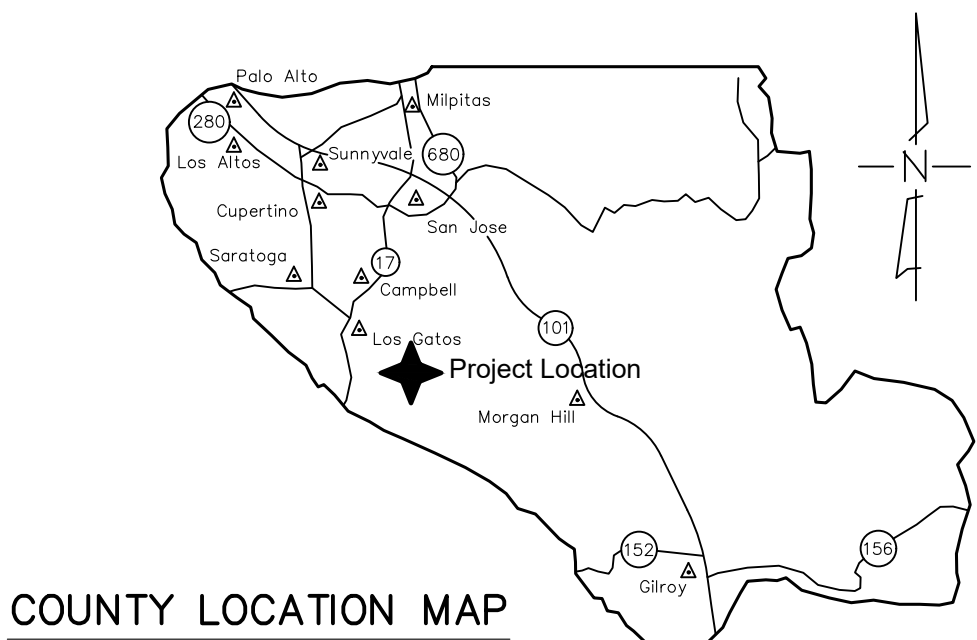 Palo Alto
Milpitas
280
Los Altos
Sunnyvale
680
N
Cupertino
San Jose
Saratoga
17
Campbell
101
Los Gatos
Project Location
Morgan Hill
152
156
Gilroy
COUNTY LOCATION MAP